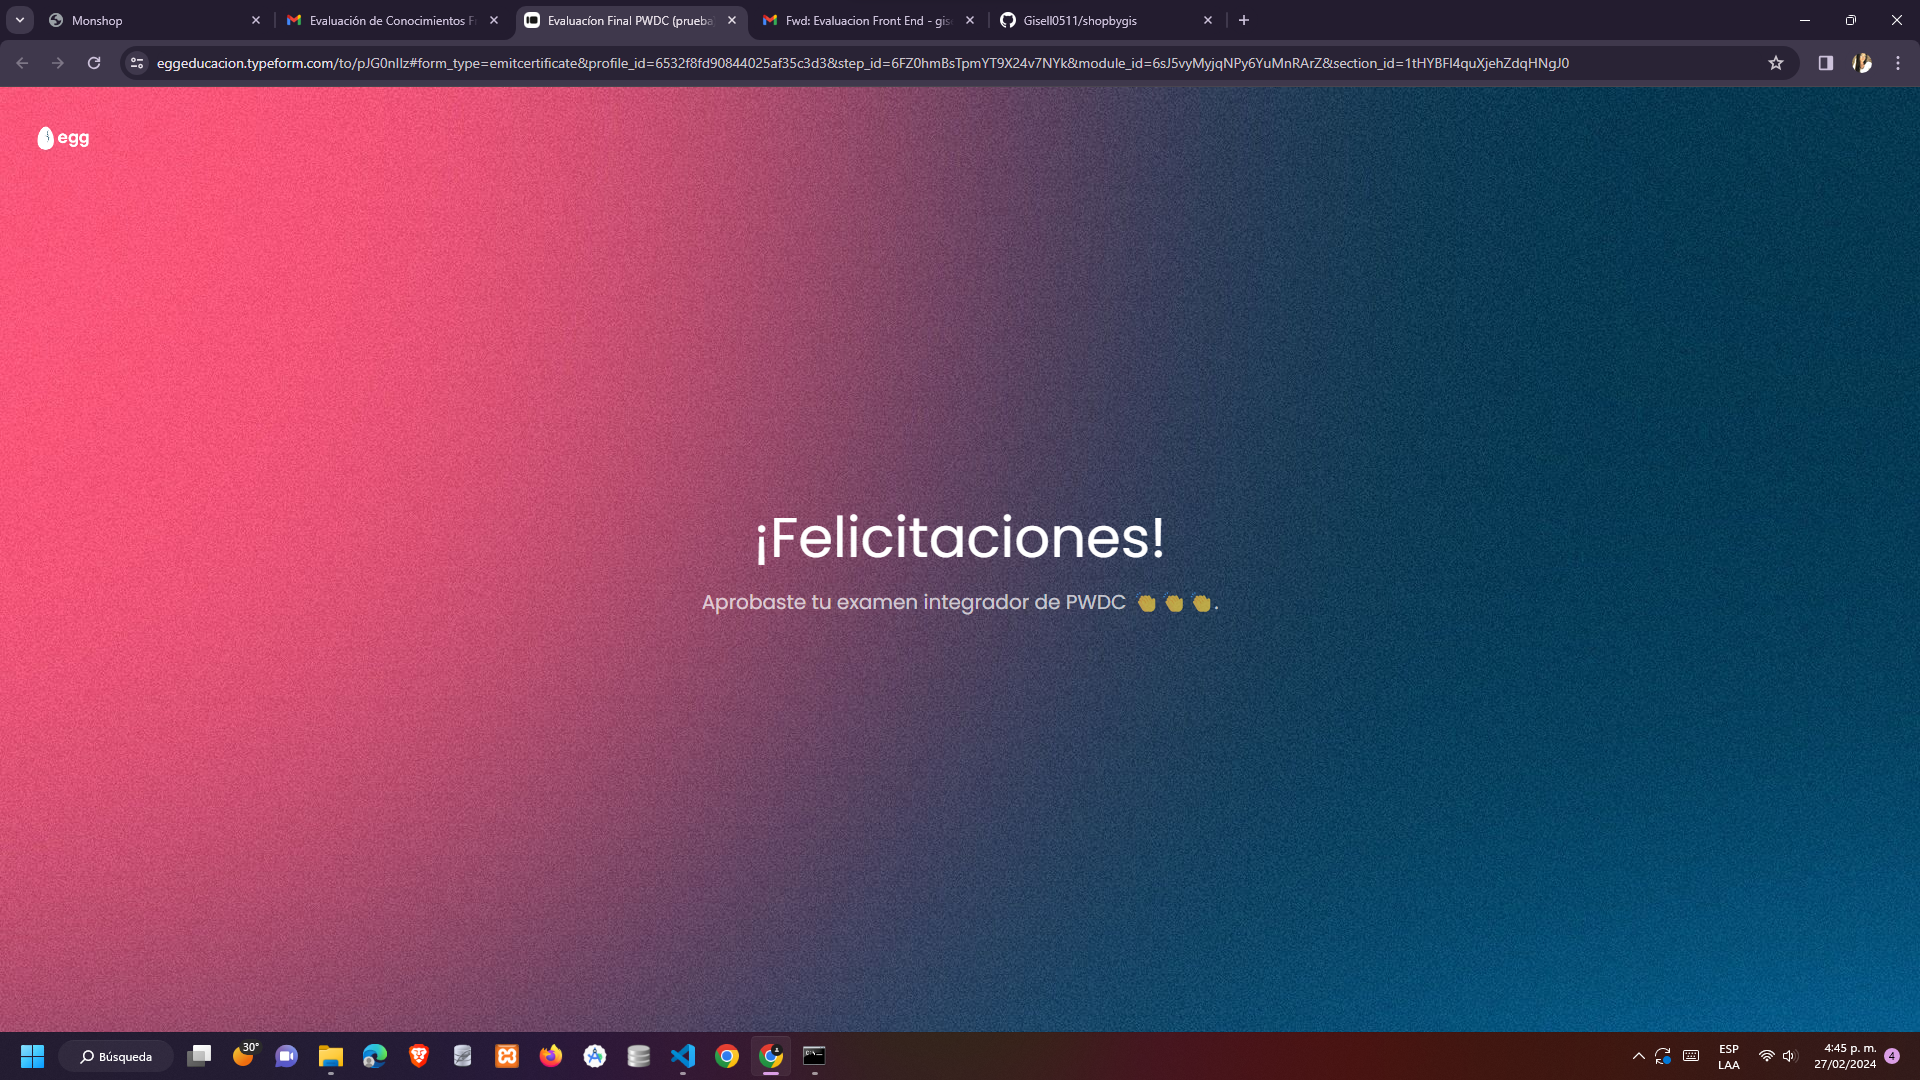 Monshop
Evaluación de Conocimientos F
Evaluacíon Final PWDC (prueba
Fwd: Evaluacion Front End - gis
Gisell0511/shopbygis
eggeducacion.typeform.com/to/pJG0nIlz#form_type=emitcertificate&profile_id=6532f8fd90844025af35c3d3&step_id=6FZ0hmBsTpmYT9X24v7NYk&module_id=6sJ5vyMyjqNPy6YuMnRArZ&section_id=1tHYBFl4quXjehZdqHNgJ0
egg
¡Felicitaciones!
Aprobaste tu examen integrador de PWDC 👏 👏 👏.
30°
Búsqueda
ESP
LAA
4:45 p. m.
27/02/2024
4